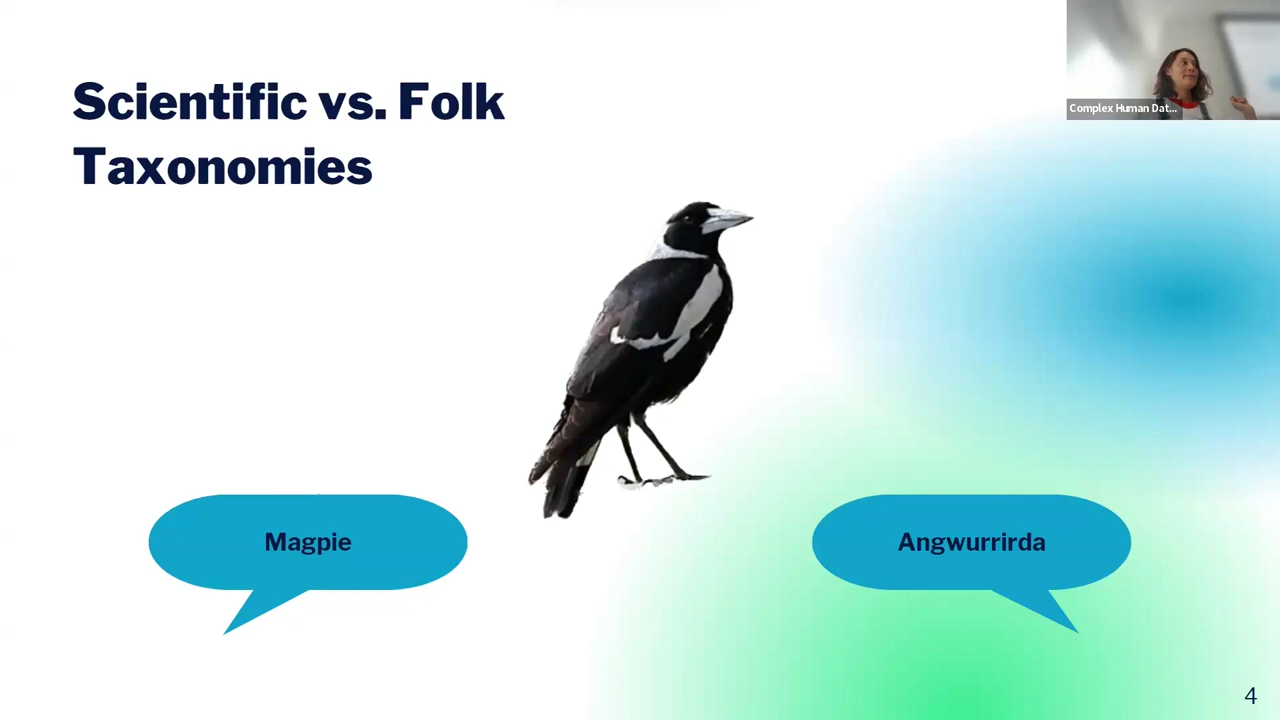 Scientific vs. Folk
Taxonomies
Complex Human Dat...
Magpie
Angwurrirda
4